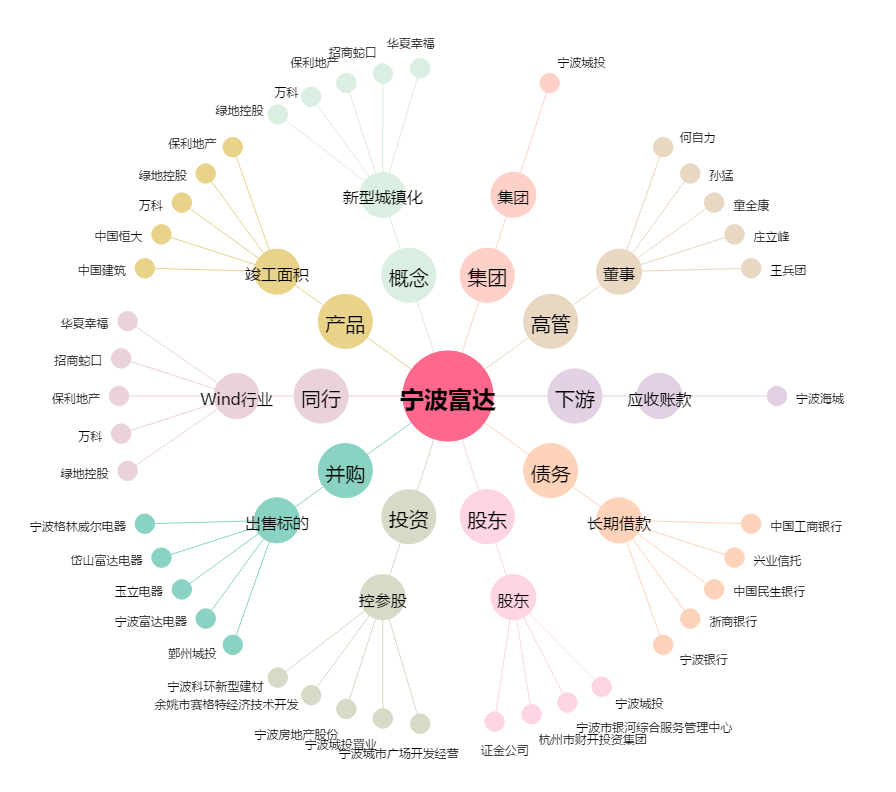 华夏幸福
招商蛇口
保利地产
万科
绿地控股
新型城镇化
概念
宁波城投
集团
集团
何自力
孙猛
童全康
庄立峰
王兵团
董事
高管
保利地产
绿地控股
万科
中国恒大
中国建筑
竣工面积
产品
华夏幸福
招商蛇口
保利地产
万科
绿地控股
Wind行业
同行
宁波富达
下游
应收账款
宁波海城
并购
出售标的
宁波格林威尔电器
岱山富达电器
玉立电器
宁波富达电器
鄞州城投
投资
控参股
宁波科环新型建材
余姚市赛格特经济技术开发
宁波房地产股份
宁波城投置业
宁波城市广场开发经营
股东
股东
宁波城投
宁波市银河综合服务管理中心
杭州市财开投资集团
证金公司
债务
长期借款
中国工商银行
兴业信托
中国民生银行
浙商银行
宁波银行